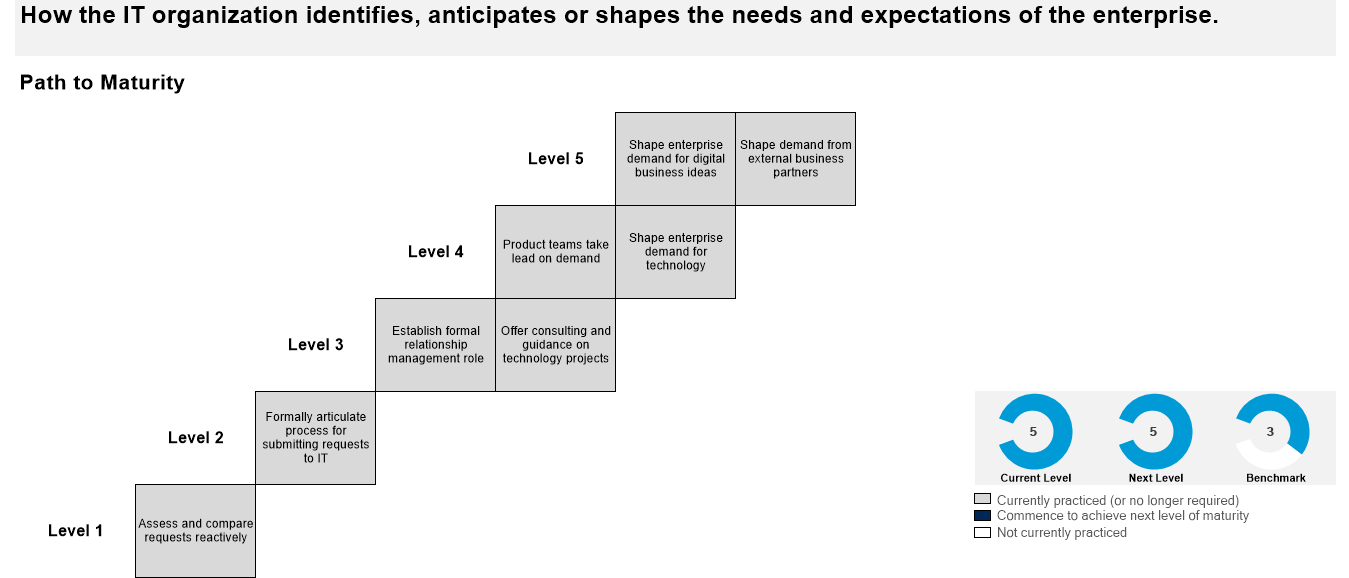 How the IT organization identifies, anticipates or shapes the needs and expectations of the enterprise.
Path to Maturity
Level 5
Shape enterprise
demand for digital
business ideas
Shape demand from
external business
partners
Level 4
Product teams take
lead on demand
Shape enterprise
demand for
technology
Level 3
Establish formal
relationship
management role
Offer consulting and
guidance on
technology projects
Level 2
Formally articulate
process for
submitting requests
to IT
Level 1
Assess and compare
requests reactively
5
Current Level
5
Next Level
3
Benchmark
Currently practiced (or no longer required)
Commence to achieve next level of maturity
Not currently practiced